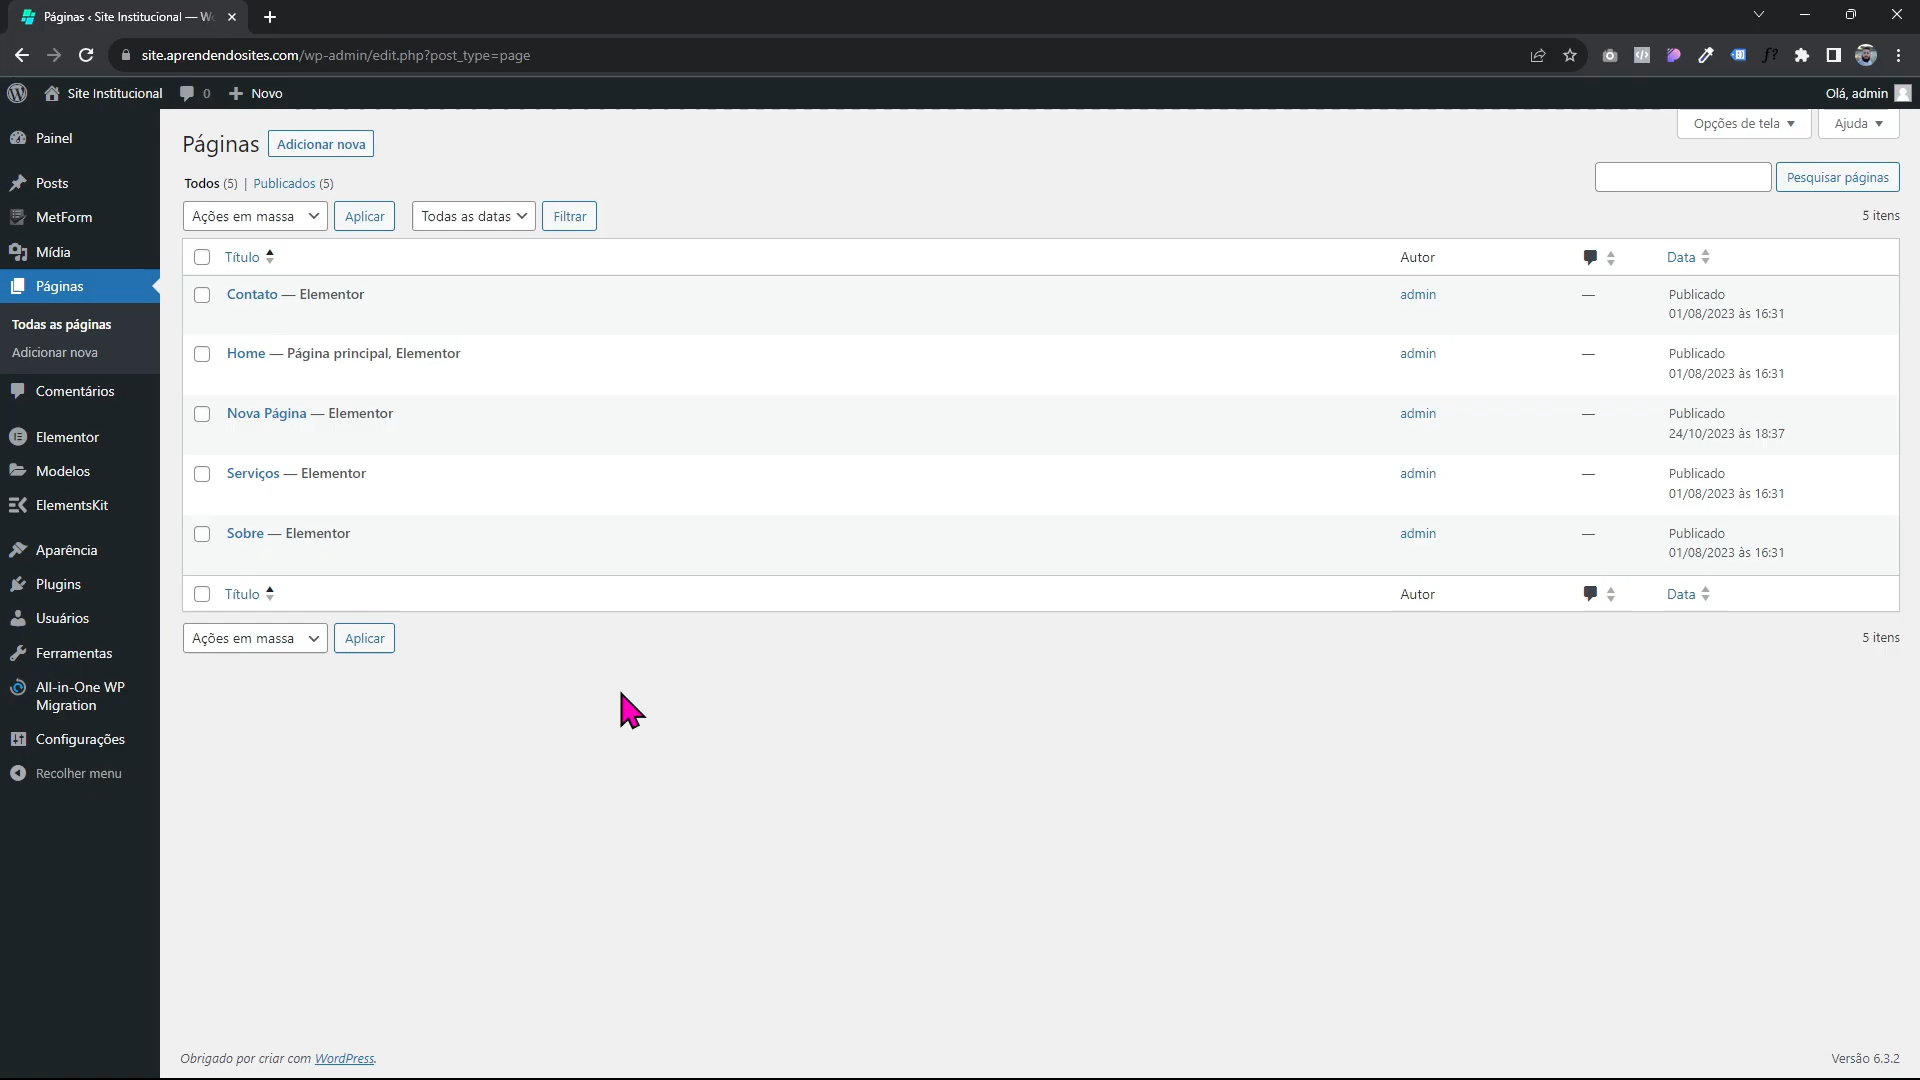 Páginas ‹ Site Institucional — W
site.aprendendosites.com/wp-admin/edit.php?post_type=page
Site Institucional
0
Novo
Olá, admin
Painel
Posts
MetForm
Mídia
Páginas
Todas as páginas
Adicionar nova
Comentários
Elementor
Modelos
ElementsKit
Aparência
Plugins
Usuários
Ferramentas
All-in-One WP
Migration
Configurações
Recolher menu
Páginas
Adicionar nova
Opções de tela
Ajuda
Todos (5) | Publicados (5)
Pesquisar páginas
Ações em massa
Aplicar
Todas as datas
Filtrar
5 itens
Título
Autor
Data
Contato — Elementor
admin
—
Publicado
01/08/2023 às 16:31
Home — Página principal, Elementor
admin
—
Publicado
01/08/2023 às 16:31
Nova Página — Elementor
admin
—
Publicado
24/10/2023 às 18:37
Serviços — Elementor
admin
—
Publicado
01/08/2023 às 16:31
Sobre — Elementor
admin
—
Publicado
01/08/2023 às 16:31
Título
Autor
Data
Ações em massa
Aplicar
5 itens
Obrigado por criar com WordPress.
Versão 6.3.2